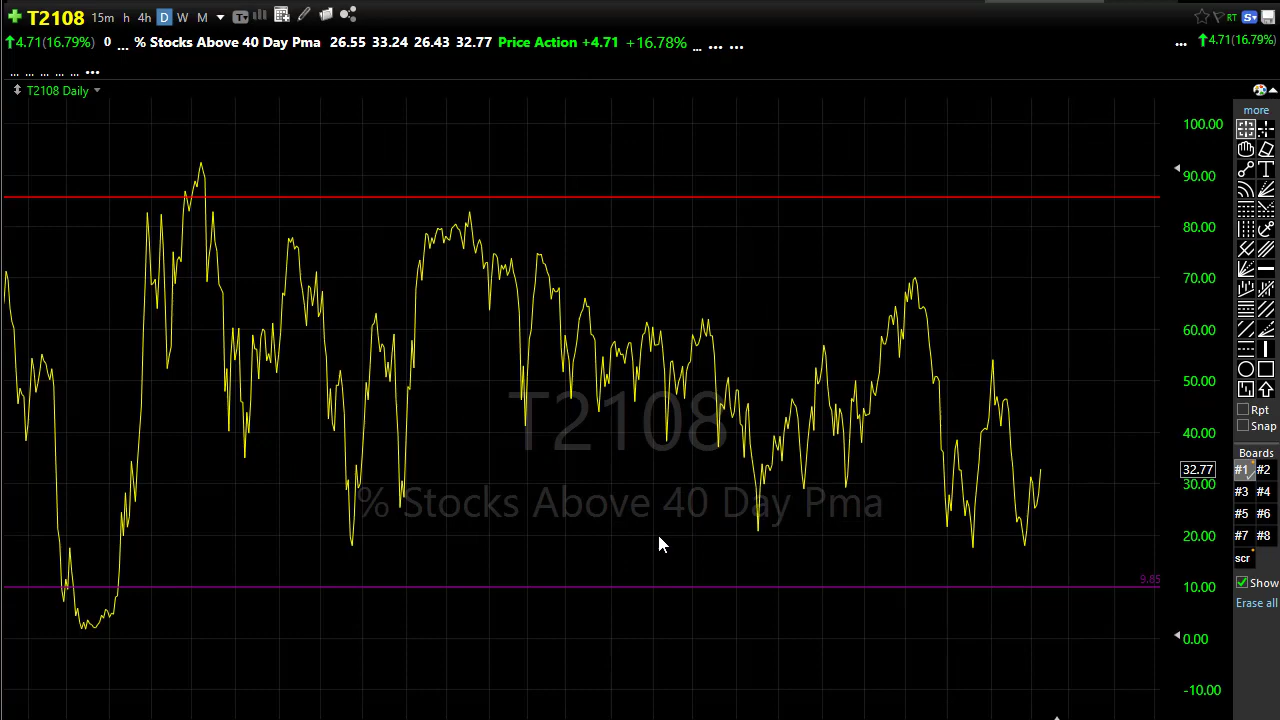 T2108 15m h 4h D W M T RT S
4.71(16.79%) 0 ... % Stocks Above 40 Day Pma 26.55 33.24 26.43 32.77 Price Action +4.71 +16.78% ... ... ... ... 4.71(16.79%)
... ... ... ... ... ...
T2108 Daily
more
100.00
90.00
80.00
70.00
60.00
50.00
40.00
32.77
30.00
20.00
10.00
0.00
-10.00
9.85
T2108
% Stocks Above 40 Day Pma
T
Rpt
Snap
Boards
#1 #2
#3 #4
#5 #6
#7 #8
scr
Show
Erase all